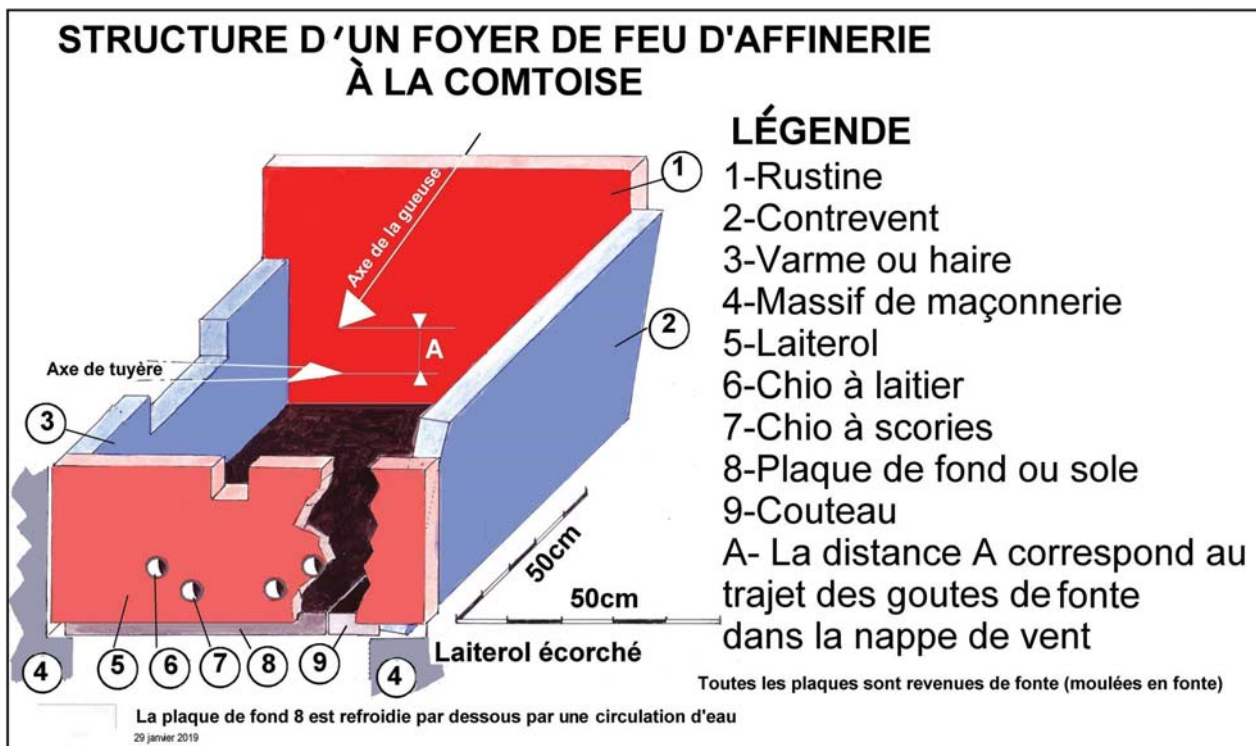 STRUCTURE D'UN FOYER DE FEU D'AFFINERIE
À LA COMTOISE
Axe de la gueuse
A
Axe de tuyère
1
2
3
4
5
6
7
8
9
4
50cm
50cm
Laiterol écorché
LÉGENDE
1-Rustine
2-Contrevent
3-Varme ou haire
4-Massif de maçonnerie
5-Laiterol
6-Chio à laitier
7-Chio à scories
8-Plaque de fond ou sole
9-Couteau
A- La distance A correspond au
trajet des goutes de fonte
dans la nappe de vent
Toutes les plaques sont revenues de fonte (moulées en fonte)
La plaque de fond 8 est refroidie par dessous par une circulation d'eau
29 janvier 2019